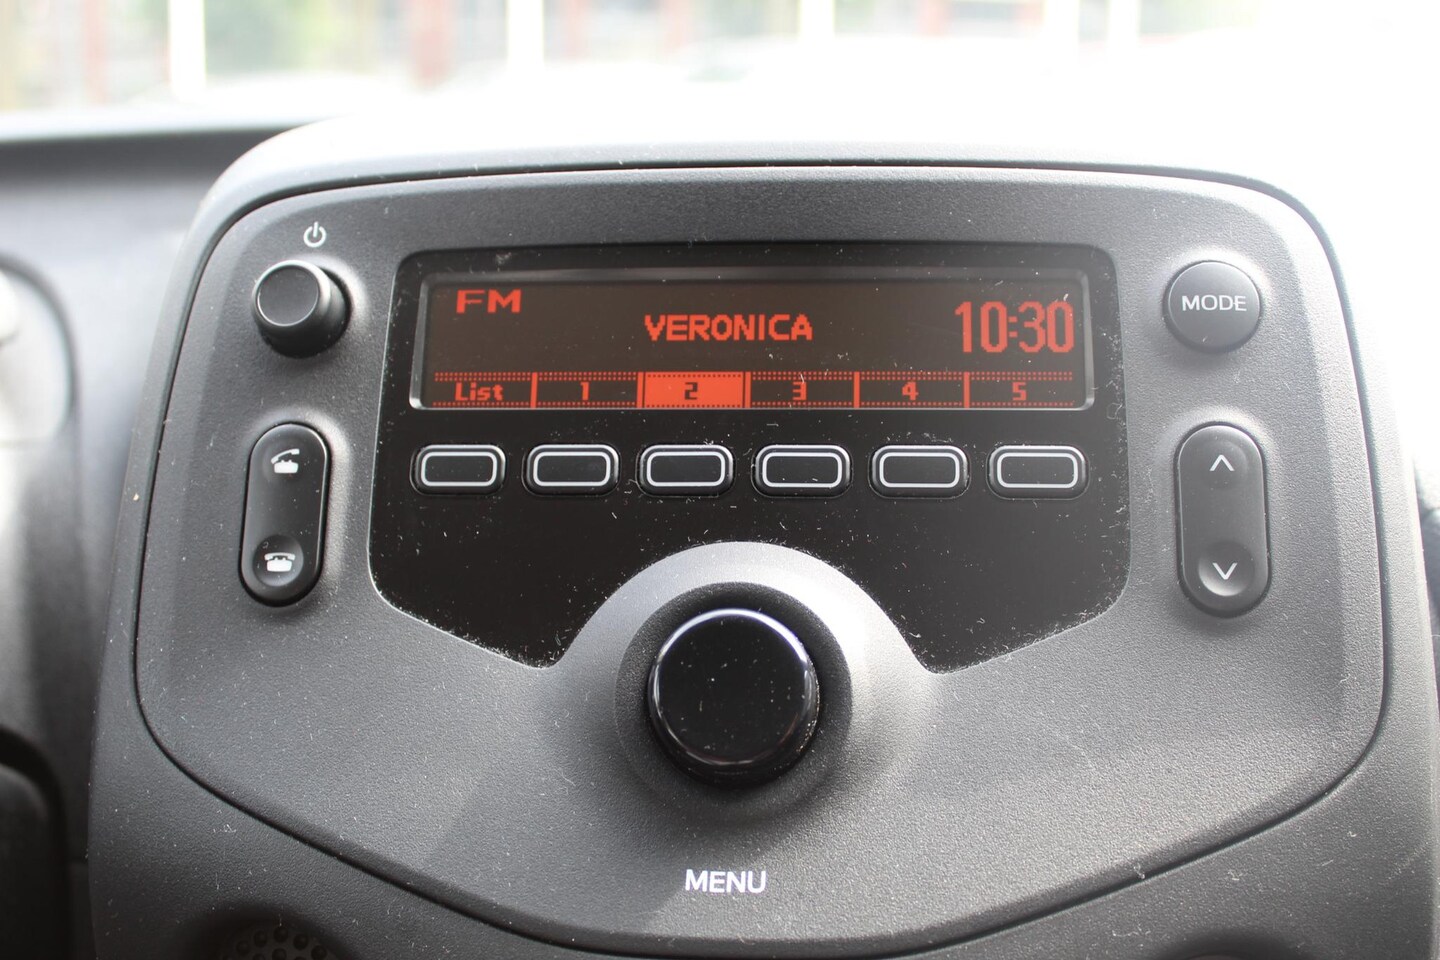 FM
VERONICA
10:30
List 1 2 3 4 5
MODE
MENU